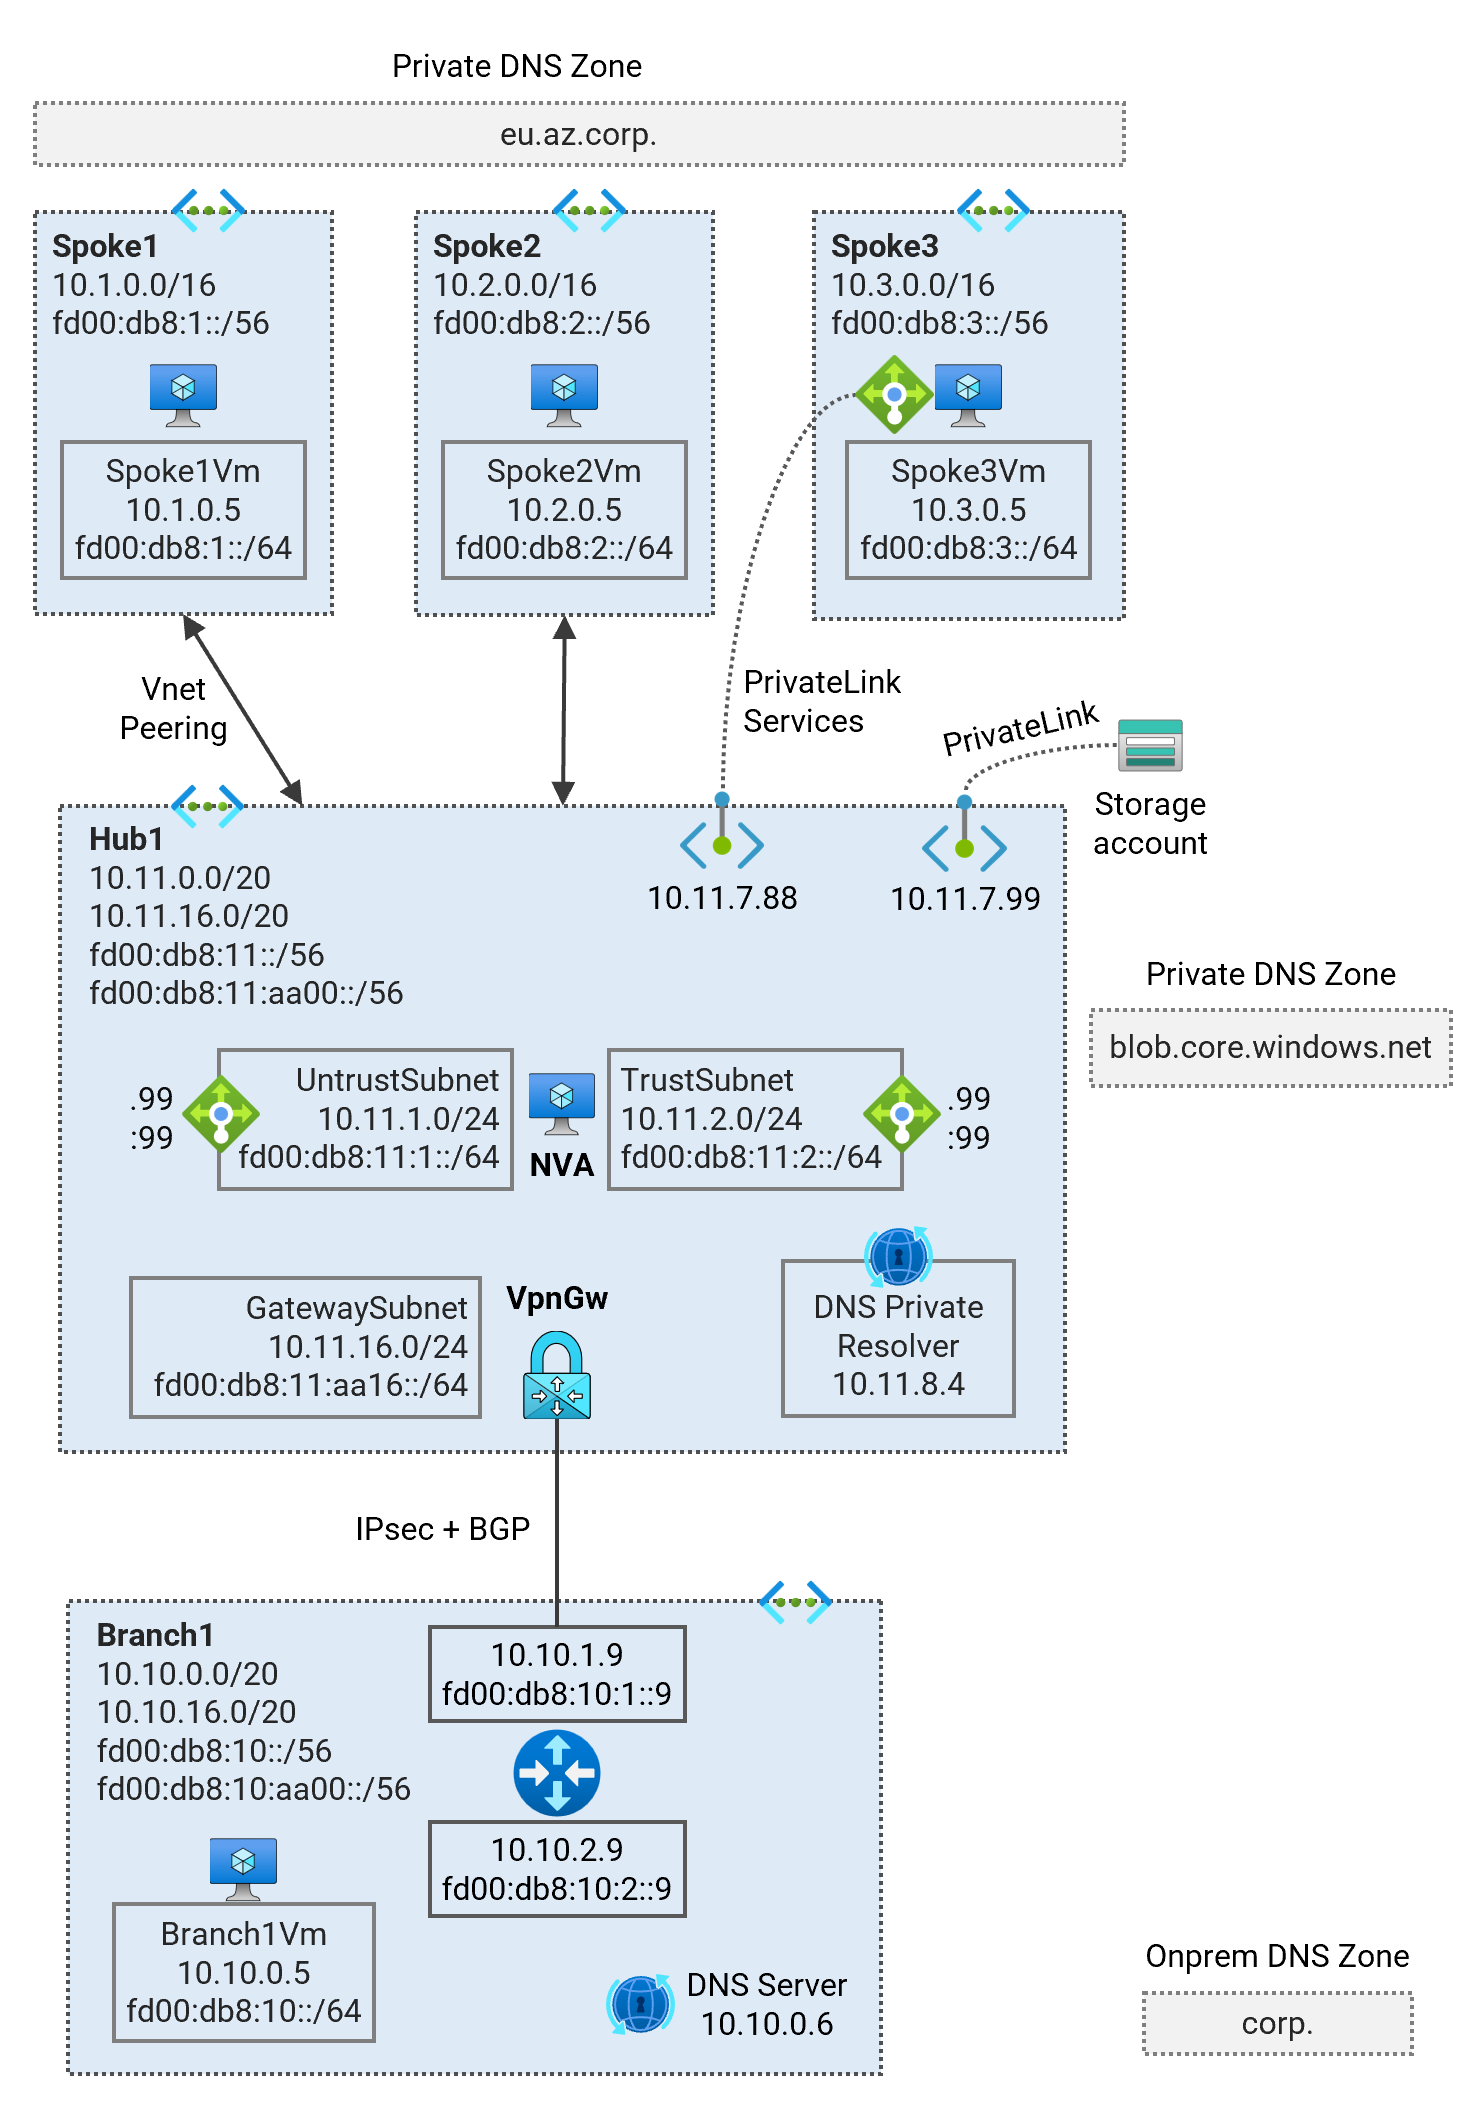 Private DNS Zone
eu.az.corp.
Spoke1
10.1.0.0/16
fd00:db8:1::/56
Spoke1Vm
10.1.0.5
fd00:db8:1::/64
Spoke2
10.2.0.0/16
fd00:db8:2::/56
Spoke2Vm
10.2.0.5
fd00:db8:2::/64
Spoke3
10.3.0.0/16
fd00:db8:3::/56
Spoke3Vm
10.3.0.5
fd00:db8:3::/64
Vnet
Peering
PrivateLink
Services
PrivateLink
Storage
account
Hub1
10.11.0.0/20
10.11.16.0/20
fd00:db8:11::/56
fd00:db8:11:aa00::/56
10.11.7.88
10.11.7.99
Private DNS Zone
blob.core.windows.net
.99
:99
UntrustSubnet
10.11.1.0/24
fd00:db8:11:1::/64
NVA
TrustSubnet
10.11.2.0/24
fd00:db8:11:2::/64
.99
:99
GatewaySubnet
10.11.16.0/24
fd00:db8:11:aa16::/64
VpnGw
DNS Private
Resolver
10.11.8.4
IPsec + BGP
Branch1
10.10.0.0/20
10.10.16.0/20
fd00:db8:10::/56
fd00:db8:10:aa00::/56
10.10.1.9
fd00:db8:10:1::9
10.10.2.9
fd00:db8:10:2::9
Branch1Vm
10.10.0.5
fd00:db8:10::/64
DNS Server
10.10.0.6
Onprem DNS Zone
corp.